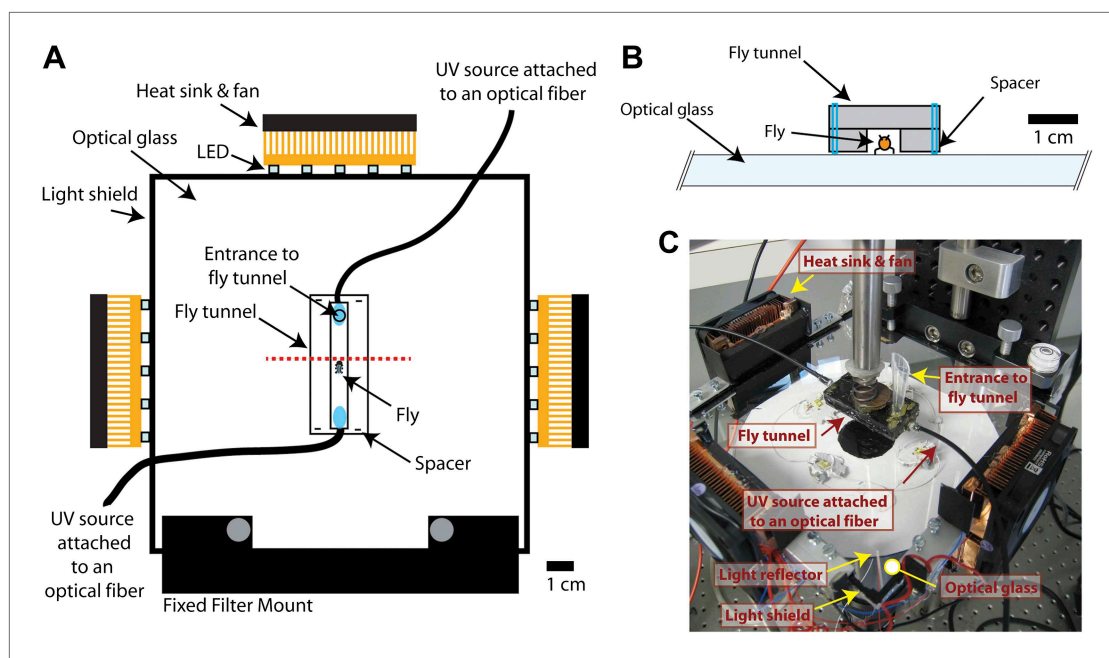 A
UV source attached
to an optical fiber
Heat sink & fan
Optical glass
LED
Light shield
Entrance to
fly tunnel
Fly tunnel
Fly
Spacer
UV source
attached
to an
optical fiber
1 cm
Fixed Filter Mount
B
Fly tunnel
Spacer
Optical glass
Fly
1 cm
C
Heat sink & fan
Entrance to
fly tunnel
Fly tunnel
UV source attached
to an optical fiber
Light reflector
Optical glass
Light shield